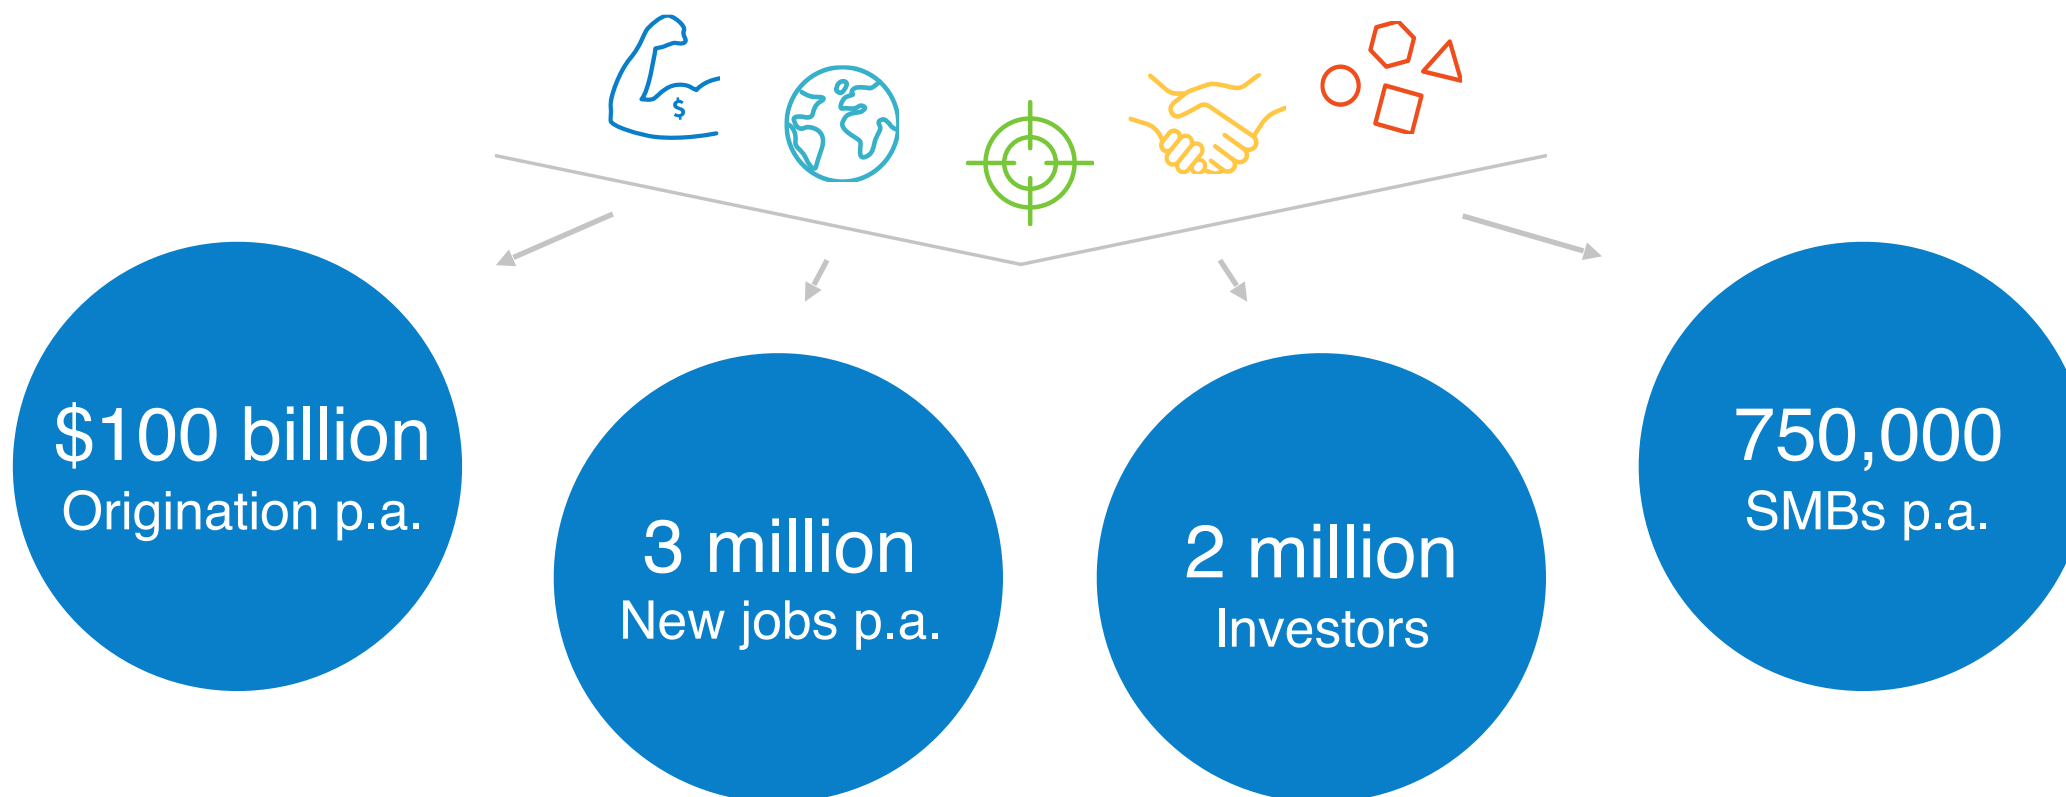 $
$100 billion
Origination p.a.
3 million
New jobs p.a.
2 million
Investors
750,000
SMBs p.a.